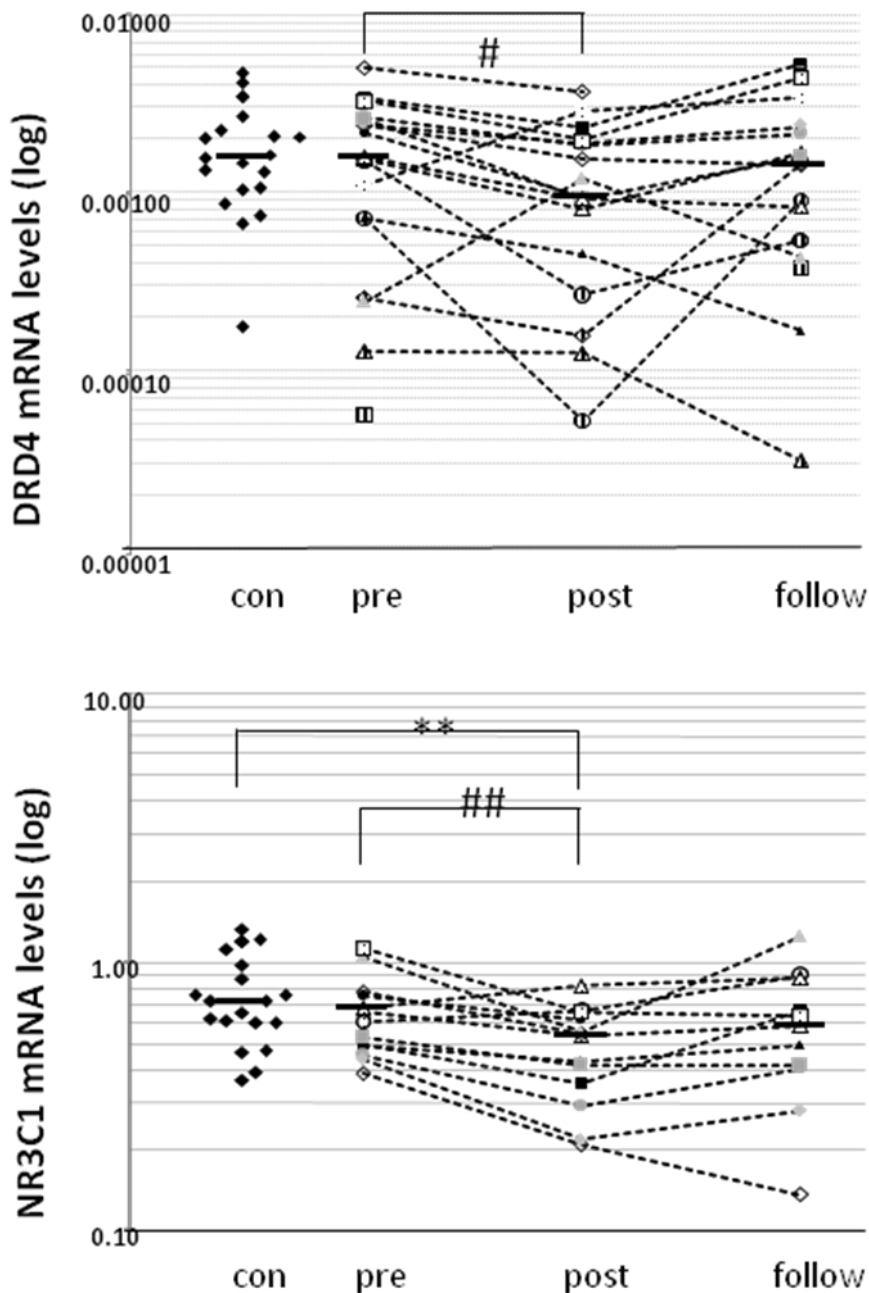 DRD4 mRNA levels (log)
0.01000
#
0.00100
0.00010
0.00001
con pre post follow
NR3C1 mRNA levels (log)
10.00
**
##
1.00
0.10
con pre post follow